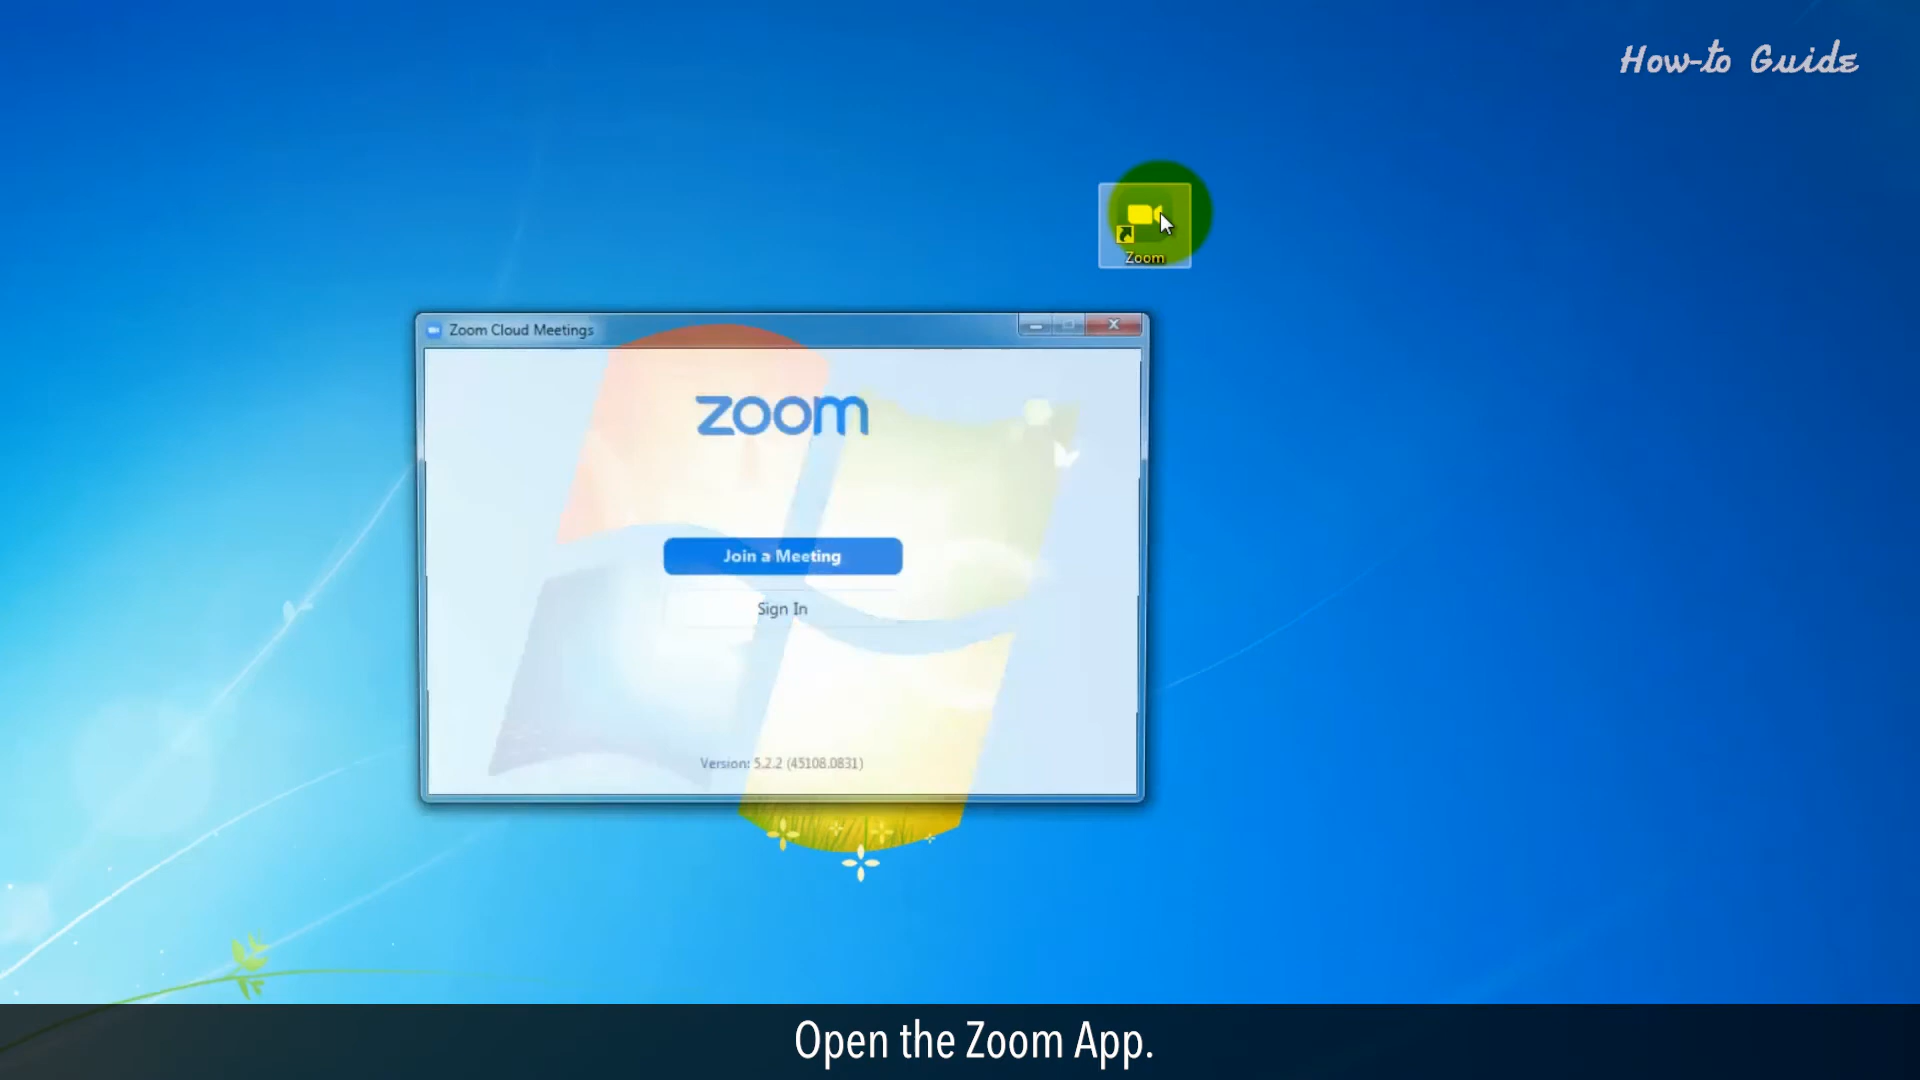 How-to Guide
Zoom
Zoom Cloud Meetings
zoom
Join a Meeting
Sign In
Version: 5.2.2 (45108.0831)
Open the Zoom App.